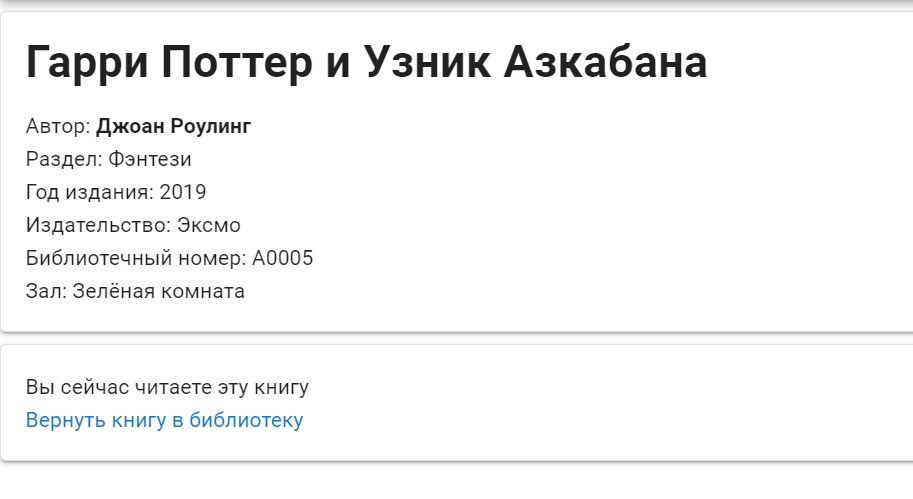 Гарри Поттер и Узник Азкабана
Автор: Джоан Роулинг
Раздел: Фэнтези
Год издания: 2019
Издательство: Эксмо
Библиотечный номер: A0005
Зал: Зелёная комната
Вы сейчас читаете эту книгу
Вернуть книгу в библиотеку